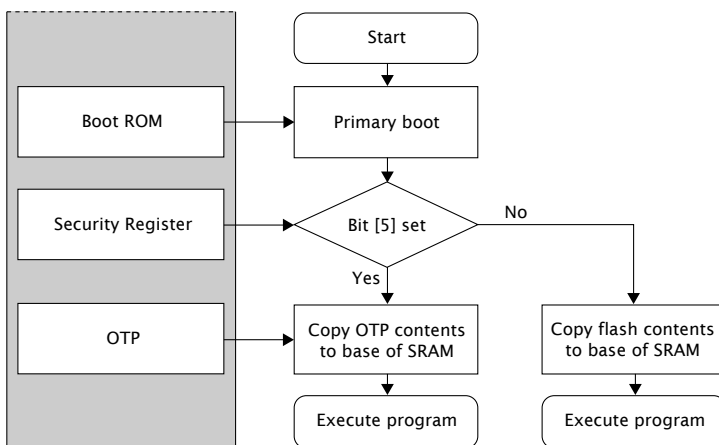 Start
Boot ROM
Primary boot
Security Register
Bit [5] set
No
Yes
OTP
Copy OTP contents
to base of SRAM
Copy flash contents
to base of SRAM
Execute program
Execute program